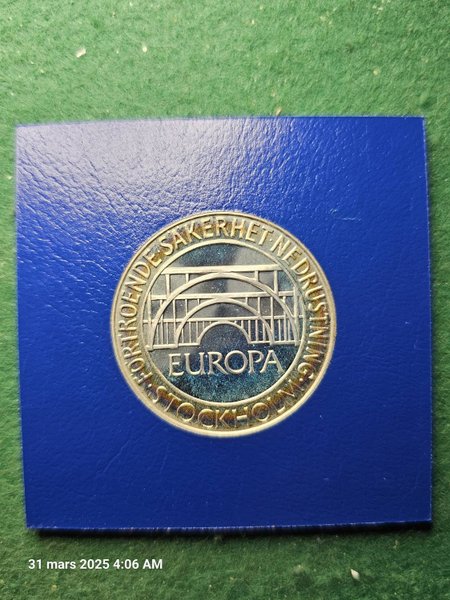 FÖRTROENDE·SÄKERHET·NEDRUSTNING·
EUROPA
·STOCKHOLM·
31 mars 2025 4:06 AM